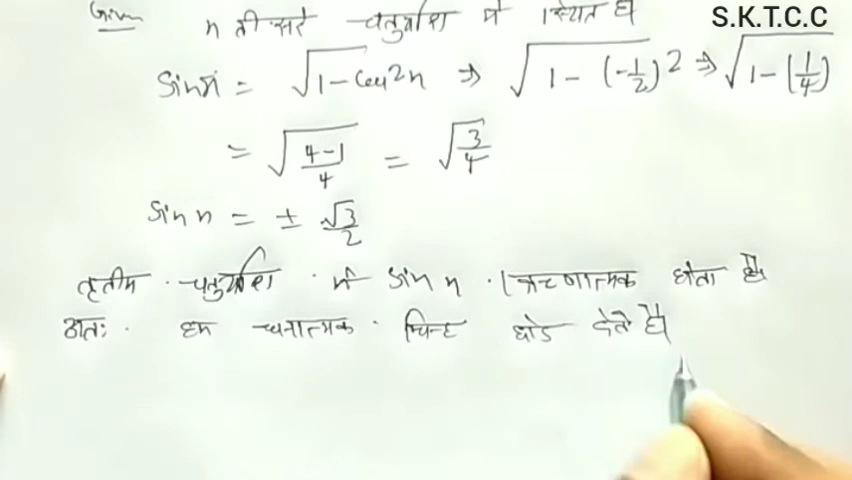 S.K.T.C.C
Given x तीसरे चतुर्थांश में स्थित है
Sin x = √1-Cos²x ⇒ √1-(-1/2)² ⇒ √1-(1/4)
= √4-1/4 = √3/4
Sin x = ± √3/2
तृतीय चतुर्थांश में Sin x ऋणात्मक होता है
अतः हम धनात्मक चिन्ह छोड देते है